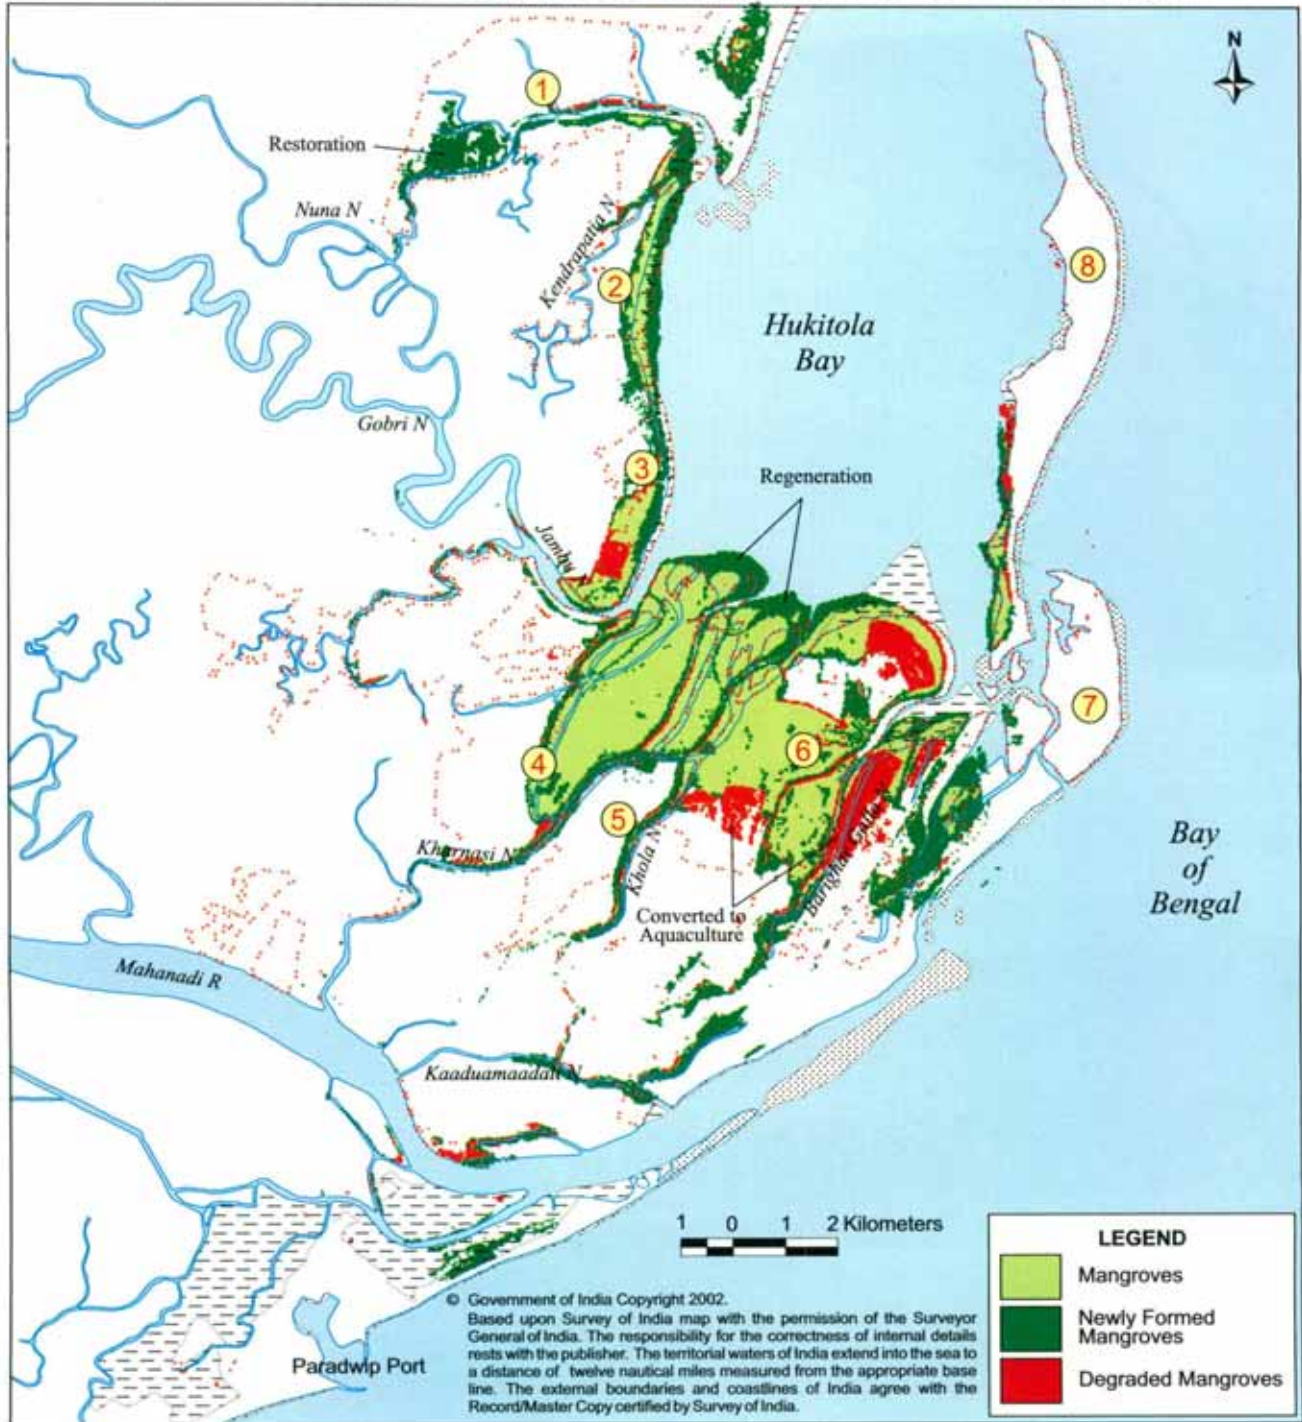 N
1
Restoration
Nuna N
Kendrapatia N
2
8
Hukitola
Bay
Gobri N
3
Regeneration
Jambu N
7
6
4
5
Kharnasi N
Khola N
Barighai Galia N
Bay
of
Bengal
Converted to
Aquaculture
Mahanadi R
Kaaduamaadali N
1 0 1 2 Kilometers
LEGEND
Mangroves
Newly Formed
Mangroves
Degraded Mangroves
© Government of India Copyright 2002.
Based upon Survey of India map with the permission of the Surveyor
General of India. The responsibility for the correctness of internal details
rests with the publisher. The territorial waters of India extend into the sea to
a distance of twelve nautical miles measured from the appropriate base
line. The external boundaries and coastlines of India agree with the
Record/Master Copy certified by Survey of India.
Paradwip Port